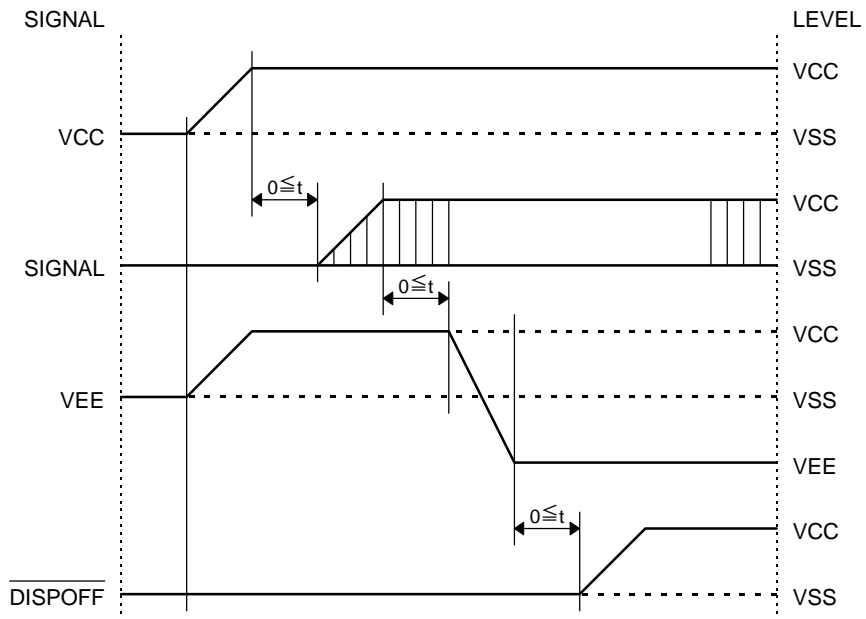 SIGNAL LEVEL
VCC
VCC VSS
0≦t VCC
SIGNAL VSS
0≦t
VCC
VEE VSS
VEE
0≦t VCC
DISPOFF VSS